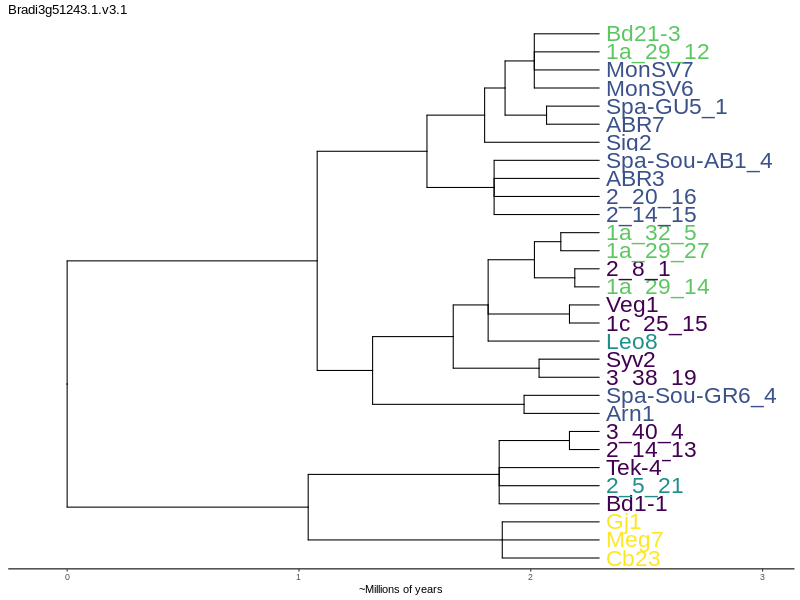 Bradi3g51243.1.v3.1
Bd21-3
1a_29_12
MonSV7
MonSV6
Spa-GU5_1
ABR7
Sig2
Spa-Sou-AB1_4
ABR3
2_20_16
2_14_15
1a_32_5
1a_29_27
2_8_1
1a_29_14
Veg1
1c_25_15
Leo8
Syv2
3_38_19
Spa-Sou-GR6_4
Arn1
3_40_4
2_14_13
Tek-4
2_5_21
Bd1-1
Gj1
Meg7
Cb23
0 1 2 3
~Millions of years